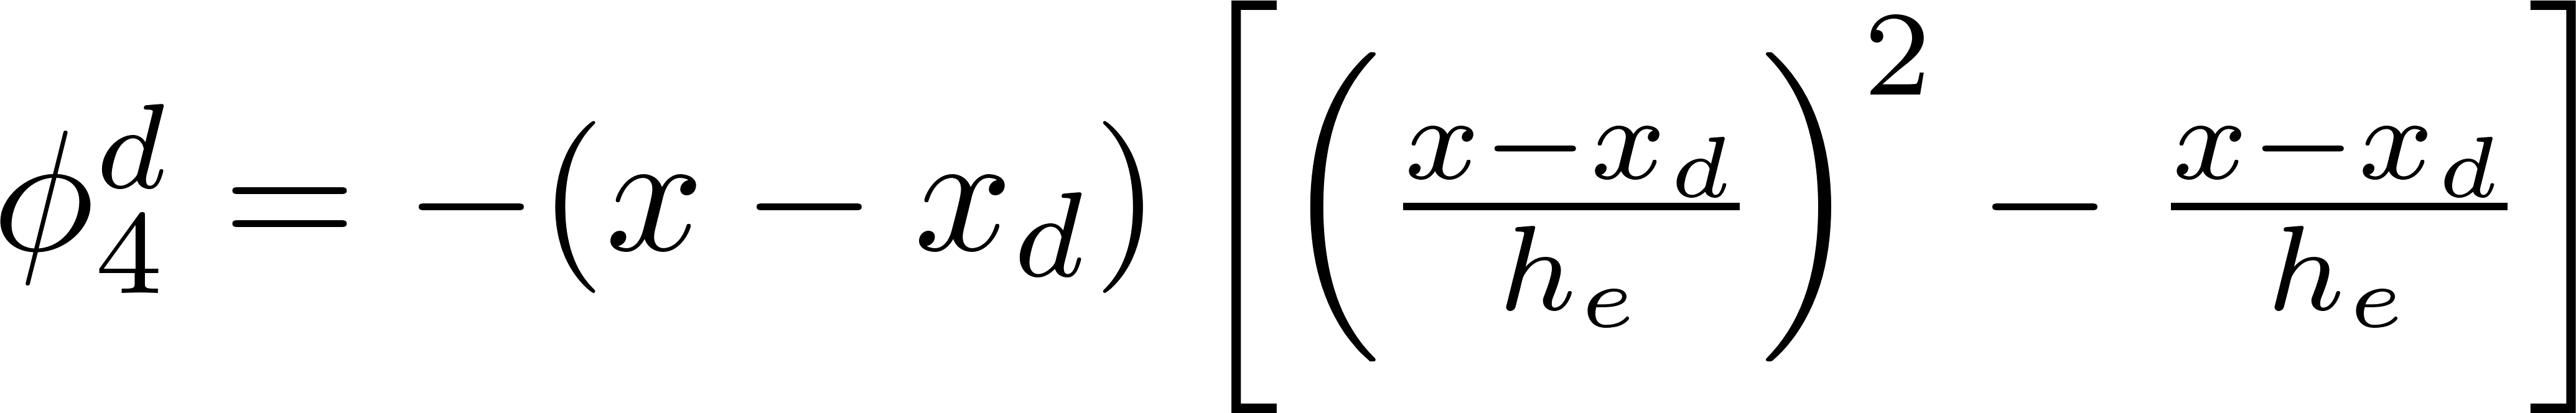 $\phi_4^d = -(x - x_d) \left[ \left( \frac{x - x_d}{h_e} \right)^2 - \frac{x - x_d}{h_e} \right]$